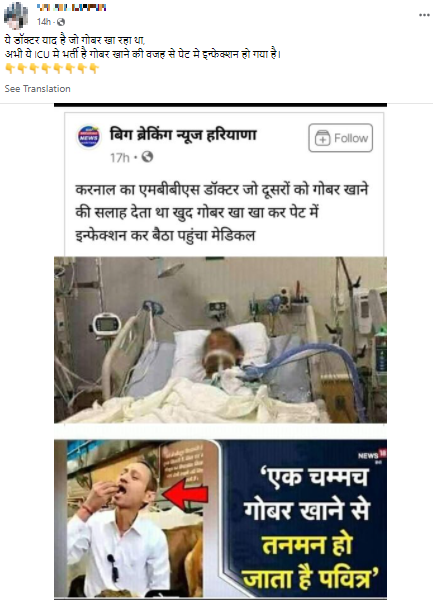 14h ·
ये डॉक्टर याद है जो गोबर खा रहा था,
अभी ये ICU मे भर्ती है गोबर खाने की वजह से पेट मे इन्फेक्शन हो गया है।
👇👇👇👇👇👇👇👇
See Translation
NEWS
बिग ब्रेकिंग न्यूज हरियाणा
Follow
17h ·
करनाल का एमबीबीएस डॉक्टर जो दूसरों को गोबर खाने
की सलाह देता था खुद गोबर खा खा कर पेट में
इन्फेक्शन कर बैठा पहुंचा मेडिकल
NEWS 18
'एक चम्मच
गोबर खाने से
तनमन हो
जाता है पवित्र'